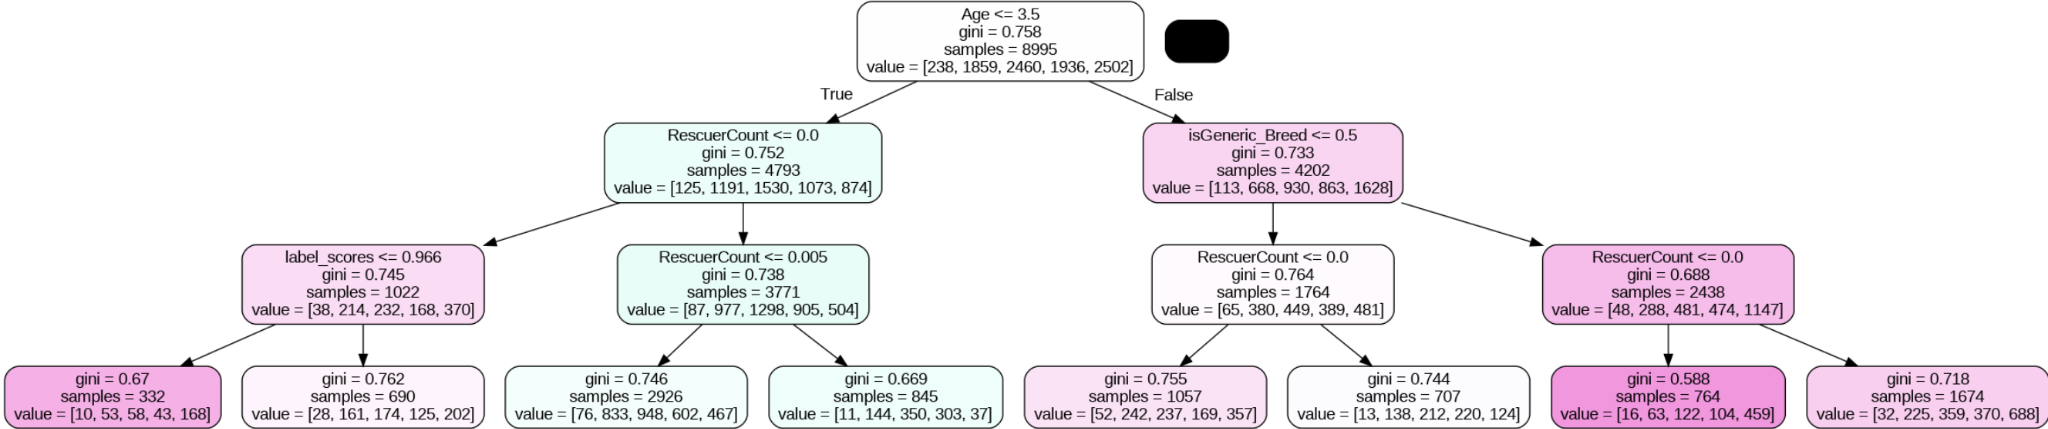 Age <= 3.5
gini = 0.758
samples = 8995
value = [238, 1859, 2460, 1936, 2502]
True
False
RescuerCount <= 0.0
gini = 0.752
samples = 4793
value = [125, 1191, 1530, 1073, 874]
isGeneric_Breed <= 0.5
gini = 0.733
samples = 4202
value = [113, 668, 930, 863, 1628]
label_scores <= 0.966
gini = 0.745
samples = 1022
value = [38, 214, 232, 168, 370]
RescuerCount <= 0.005
gini = 0.738
samples = 3771
value = [87, 977, 1298, 905, 504]
RescuerCount <= 0.0
gini = 0.764
samples = 1764
value = [65, 380, 449, 389, 481]
RescuerCount <= 0.0
gini = 0.688
samples = 2438
value = [48, 288, 481, 474, 1147]
gini = 0.67
samples = 332
value = [10, 53, 58, 43, 168]
gini = 0.762
samples = 690
value = [28, 161, 174, 125, 202]
gini = 0.746
samples = 2926
value = [76, 833, 948, 602, 467]
gini = 0.669
samples = 845
value = [11, 144, 350, 303, 37]
gini = 0.755
samples = 1057
value = [52, 242, 237, 169, 357]
gini = 0.744
samples = 707
value = [13, 138, 212, 220, 124]
gini = 0.588
samples = 764
value = [16, 63, 122, 104, 459]
gini = 0.718
samples = 1674
value = [32, 225, 359, 370, 688]